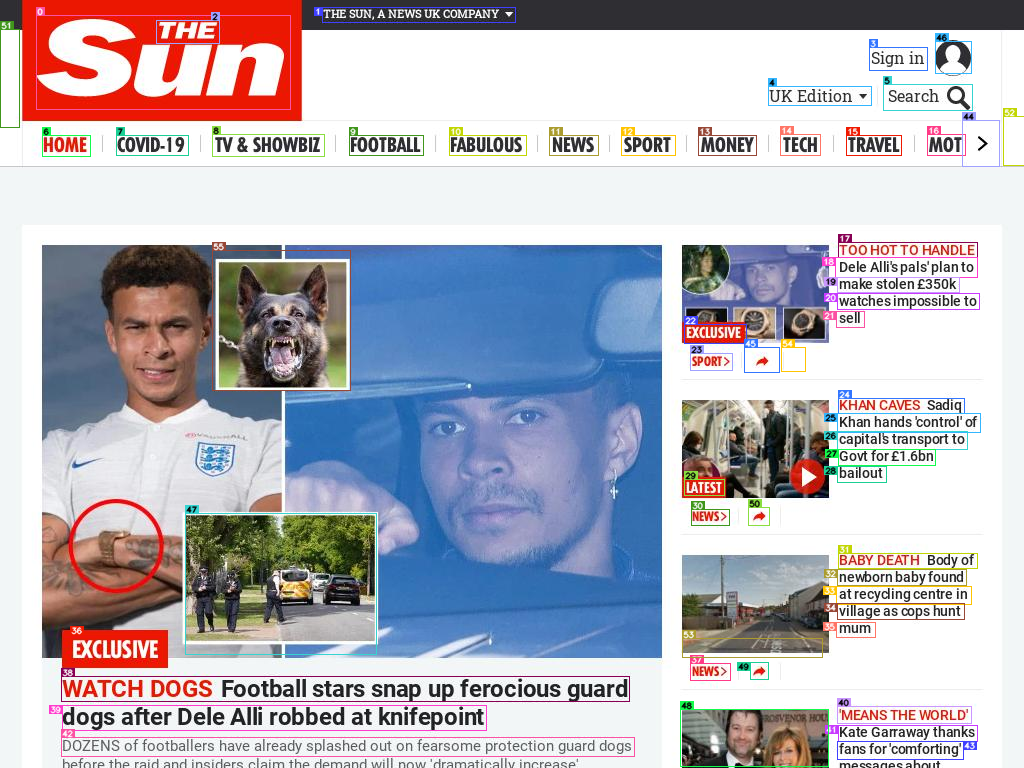 THE SUN, A NEWS UK COMPANY
THE
Sun
Sign in
UK Edition
Search
HOME
COVID-19
TV & SHOWBIZ
FOOTBALL
FABULOUS
NEWS
SPORT
MONEY
TECH
TRAVEL
MOT
EXCLUSIVE
WATCH DOGS Football stars snap up ferocious guard
dogs after Dele Alli robbed at knifepoint
DOZENS of footballers have already splashed out on fearsome protection guard dogs
before the raid and insiders claim the demand will now 'dramatically increase'
TOO HOT TO HANDLE
Dele Alli's pals' plan to
make stolen £350k
watches impossible to
sell
EXCLUSIVE
SPORT
KHAN CAVES Sadiq
Khan hands 'control' of
capital's transport to
Govt for £1.6bn
bailout
LATEST
NEWS
BABY DEATH Body of
newborn baby found
at recycling centre in
village as cops hunt
mum
NEWS
'MEANS THE WORLD'
Kate Garraway thanks
fans for 'comforting'
messages about